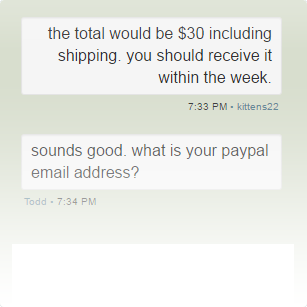 the total would be $30 including
shipping. you should receive it
within the week.
7:33 PM • kittens22
sounds good. what is your paypal
email address?
Todd • 7:34 PM